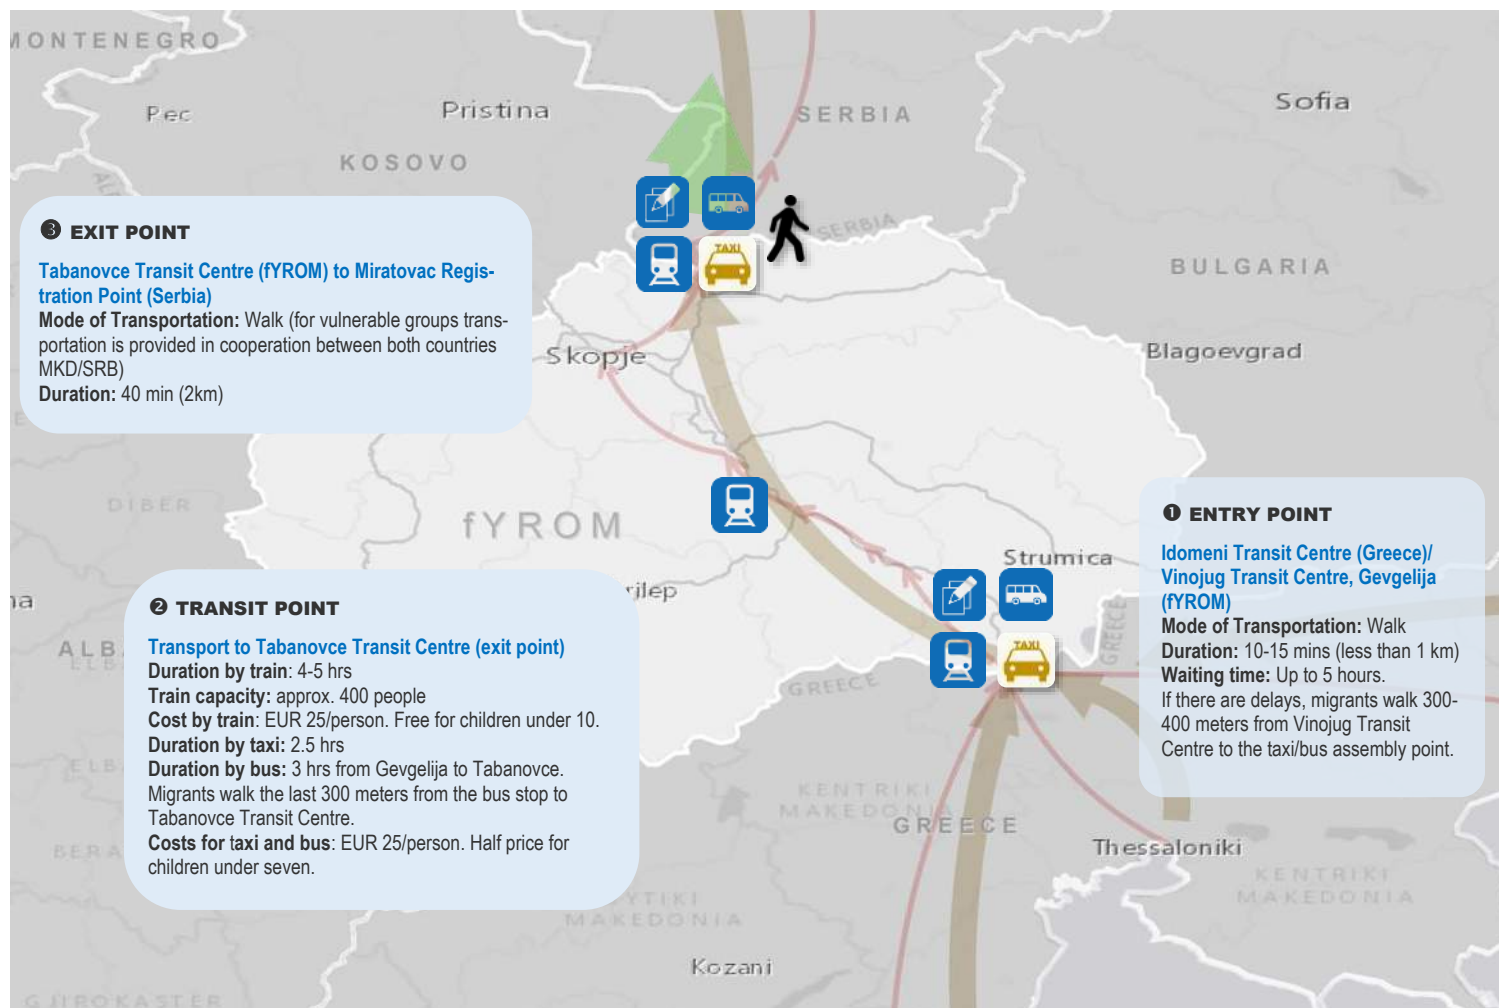 MONTENEGRO
Pec
Pristina
SERBIA
Sofia
KOSOVO
SERBIA
BULGARIA
❸ EXIT POINT
Tabanovce Transit Centre (fYROM) to Miratovac Regis-
tration Point (Serbia)
Mode of Transportation: Walk (for vulnerable groups trans-
portation is provided in cooperation between both countries
MKD/SRB)
Duration: 40 min (2km)
TAXI
Skopje
Blagoevgrad
DIBER
fYROM
Strumica
❶ ENTRY POINT
Idomeni Transit Centre (Greece)/
Vinojug Transit Centre, Gevgelija
(fYROM)
Mode of Transportation: Walk
Duration: 10-15 mins (less than 1 km)
Waiting time: Up to 5 hours.
If there are delays, migrants walk 300-
400 meters from Vinojug Transit
Centre to the taxi/bus assembly point.
rilep
TAXI
GREECE
GREECE
❷ TRANSIT POINT
Transport to Tabanovce Transit Centre (exit point)
Duration by train: 4-5 hrs
Train capacity: approx. 400 people
Cost by train: EUR 25/person. Free for children under 10.
Duration by taxi: 2.5 hrs
Duration by bus: 3 hrs from Gevgelija to Tabanovce.
Migrants walk the last 300 meters from the bus stop to
Tabanovce Transit Centre.
Costs for taxi and bus: EUR 25/person. Half price for
children under seven.
ALB
ELB
BERA
KENTRIKI
MAKEDONIA
GREECE
Thessaloniki
KENTRIKI
MAKEDONIA
YTIKI
MAKEDONIA
Kozani
GJIROKASTER